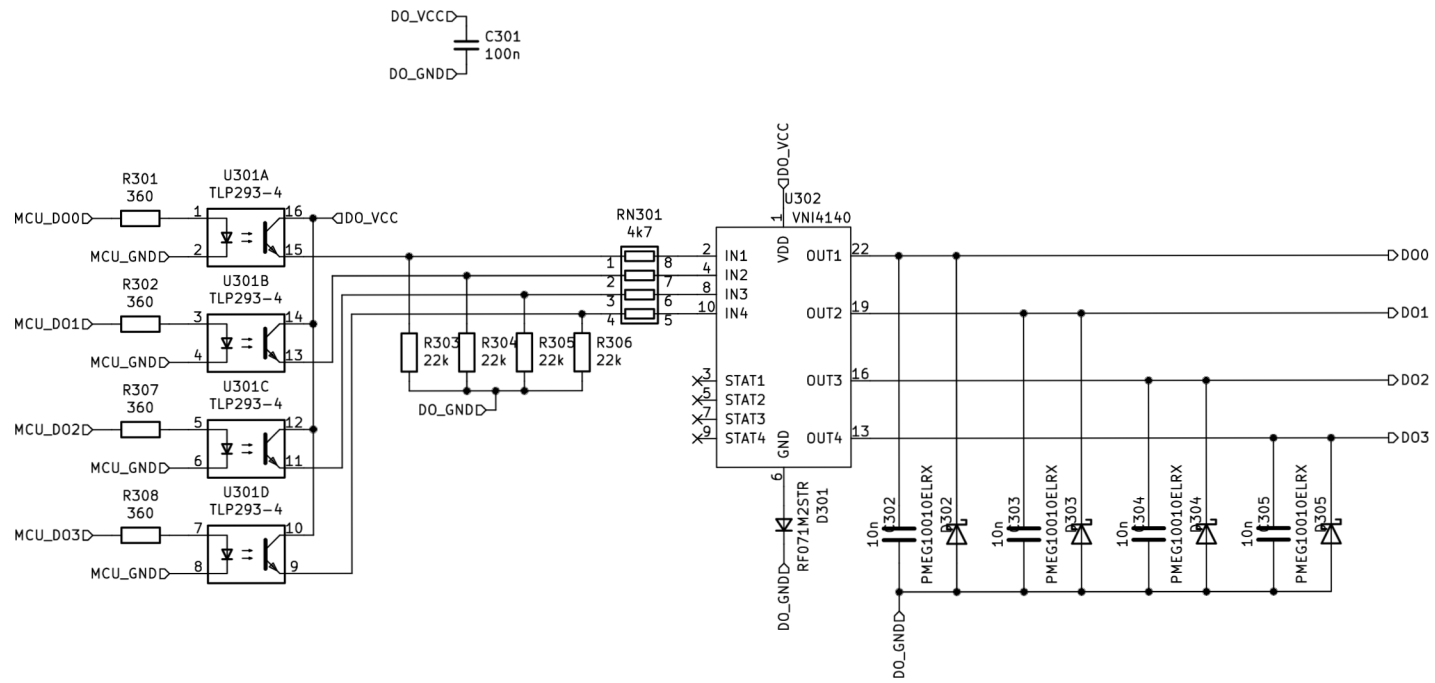 DO_VCC
C301
100n
DO_GND
R301
360
MCU_DO0
MCU_GND
U301A
TLP293-4
1
2
16
15
DO_VCC
R302
360
MCU_DO1
MCU_GND
U301B
TLP293-4
3
4
14
13
R307
360
MCU_DO2
MCU_GND
U301C
TLP293-4
5
6
12
11
R308
360
MCU_DO3
MCU_GND
U301D
TLP293-4
7
8
10
9
R303
22k
R304
22k
R305
22k
R306
22k
DO_GND
RN301
4k7
1
2
3
4
8
7
6
5
DO_VCC
U302
VNI4140
1
VDD
2
IN1
4
IN2
8
IN3
10
IN4
3
STAT1
5
STAT2
7
STAT3
9
STAT4
OUT1
22
OUT2
19
OUT3
16
OUT4
13
GND
6
RF071M2STR
D301
DO_GND
C302
10n
D302
PMEG10010ELRX
C303
10n
D303
PMEG10010ELRX
C304
10n
D304
PMEG10010ELRX
C305
10n
D305
PMEG10010ELRX
DO_GND
DO0
DO1
DO2
DO3